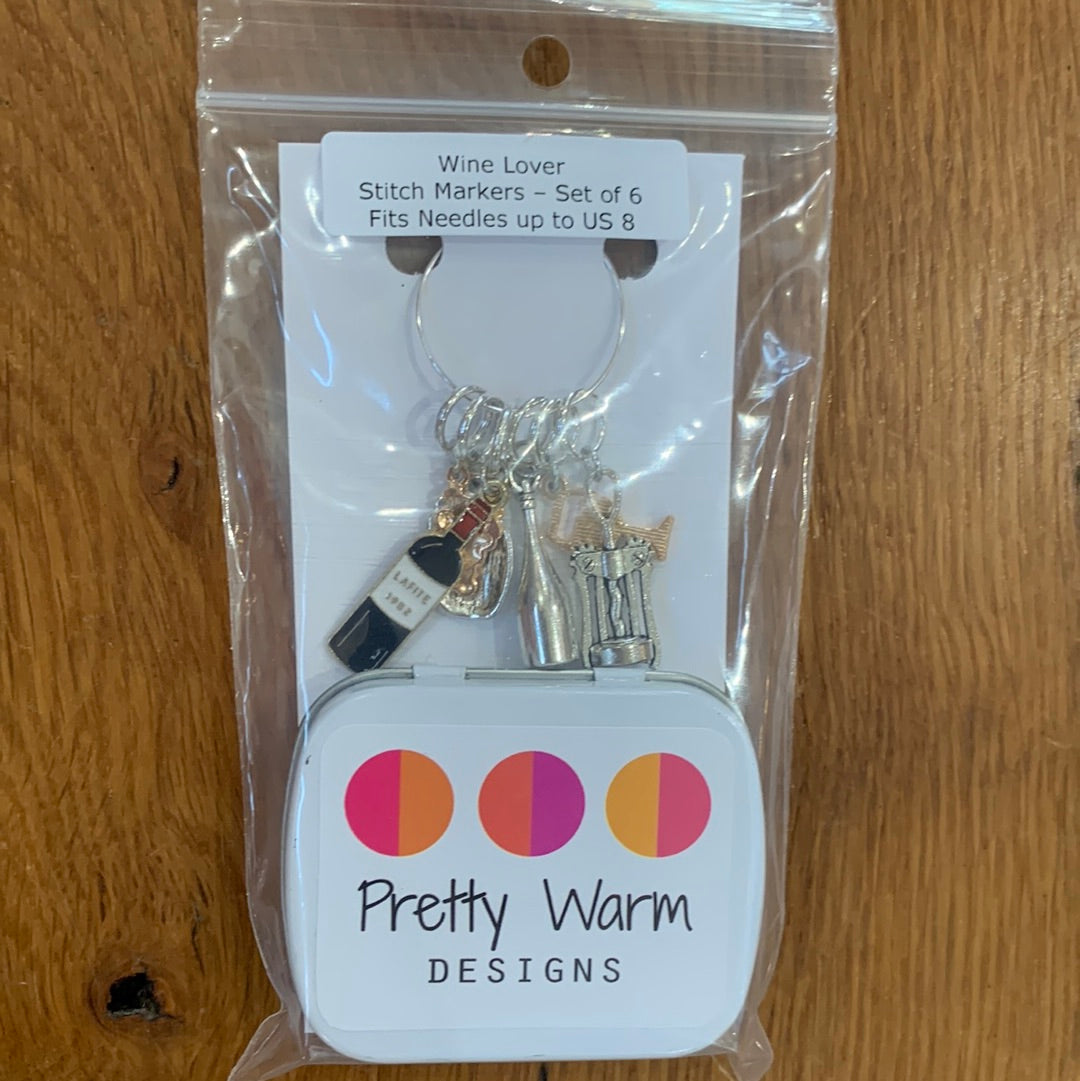 Wine Lover
Stitch Markers – Set of 6
Fits Needles up to US 8
LAFITE
1982
Pretty Warm
DESIGNS